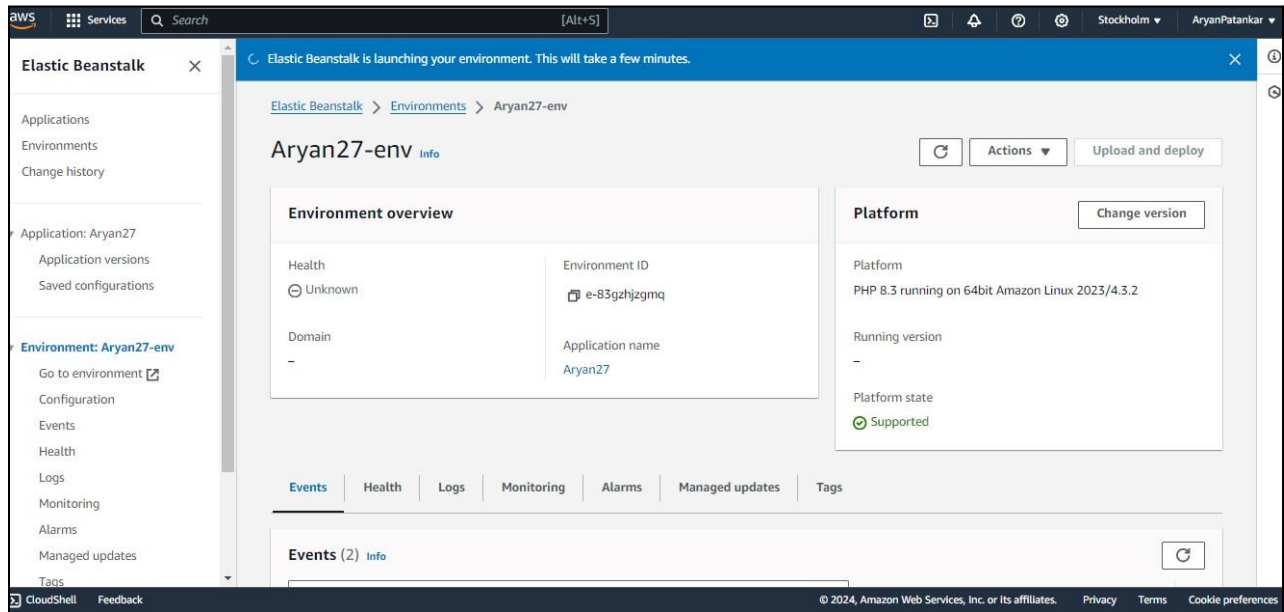 aws Services Search [Alt+S] Stockholm AryanPatankar
Elastic Beanstalk
Applications
Environments
Change history
Application: Aryan27
Application versions
Saved configurations
Environment: Aryan27-env
Go to environment
Configuration
Events
Health
Logs
Monitoring
Alarms
Managed updates
Tags
Elastic Beanstalk is launching your environment. This will take a few minutes.
Elastic Beanstalk > Environments > Aryan27-env
Aryan27-env Info
Actions Upload and deploy
Environment overview
Health
Unknown
Domain
–
Environment ID
e-83gzhjzgmq
Application name
Aryan27
Platform Change version
Platform
PHP 8.3 running on 64bit Amazon Linux 2023/4.3.2
Running version
–
Platform state
Supported
Events Health Logs Monitoring Alarms Managed updates Tags
Events (2) Info
CloudShell Feedback © 2024, Amazon Web Services, Inc. or its affiliates. Privacy Terms Cookie preferences